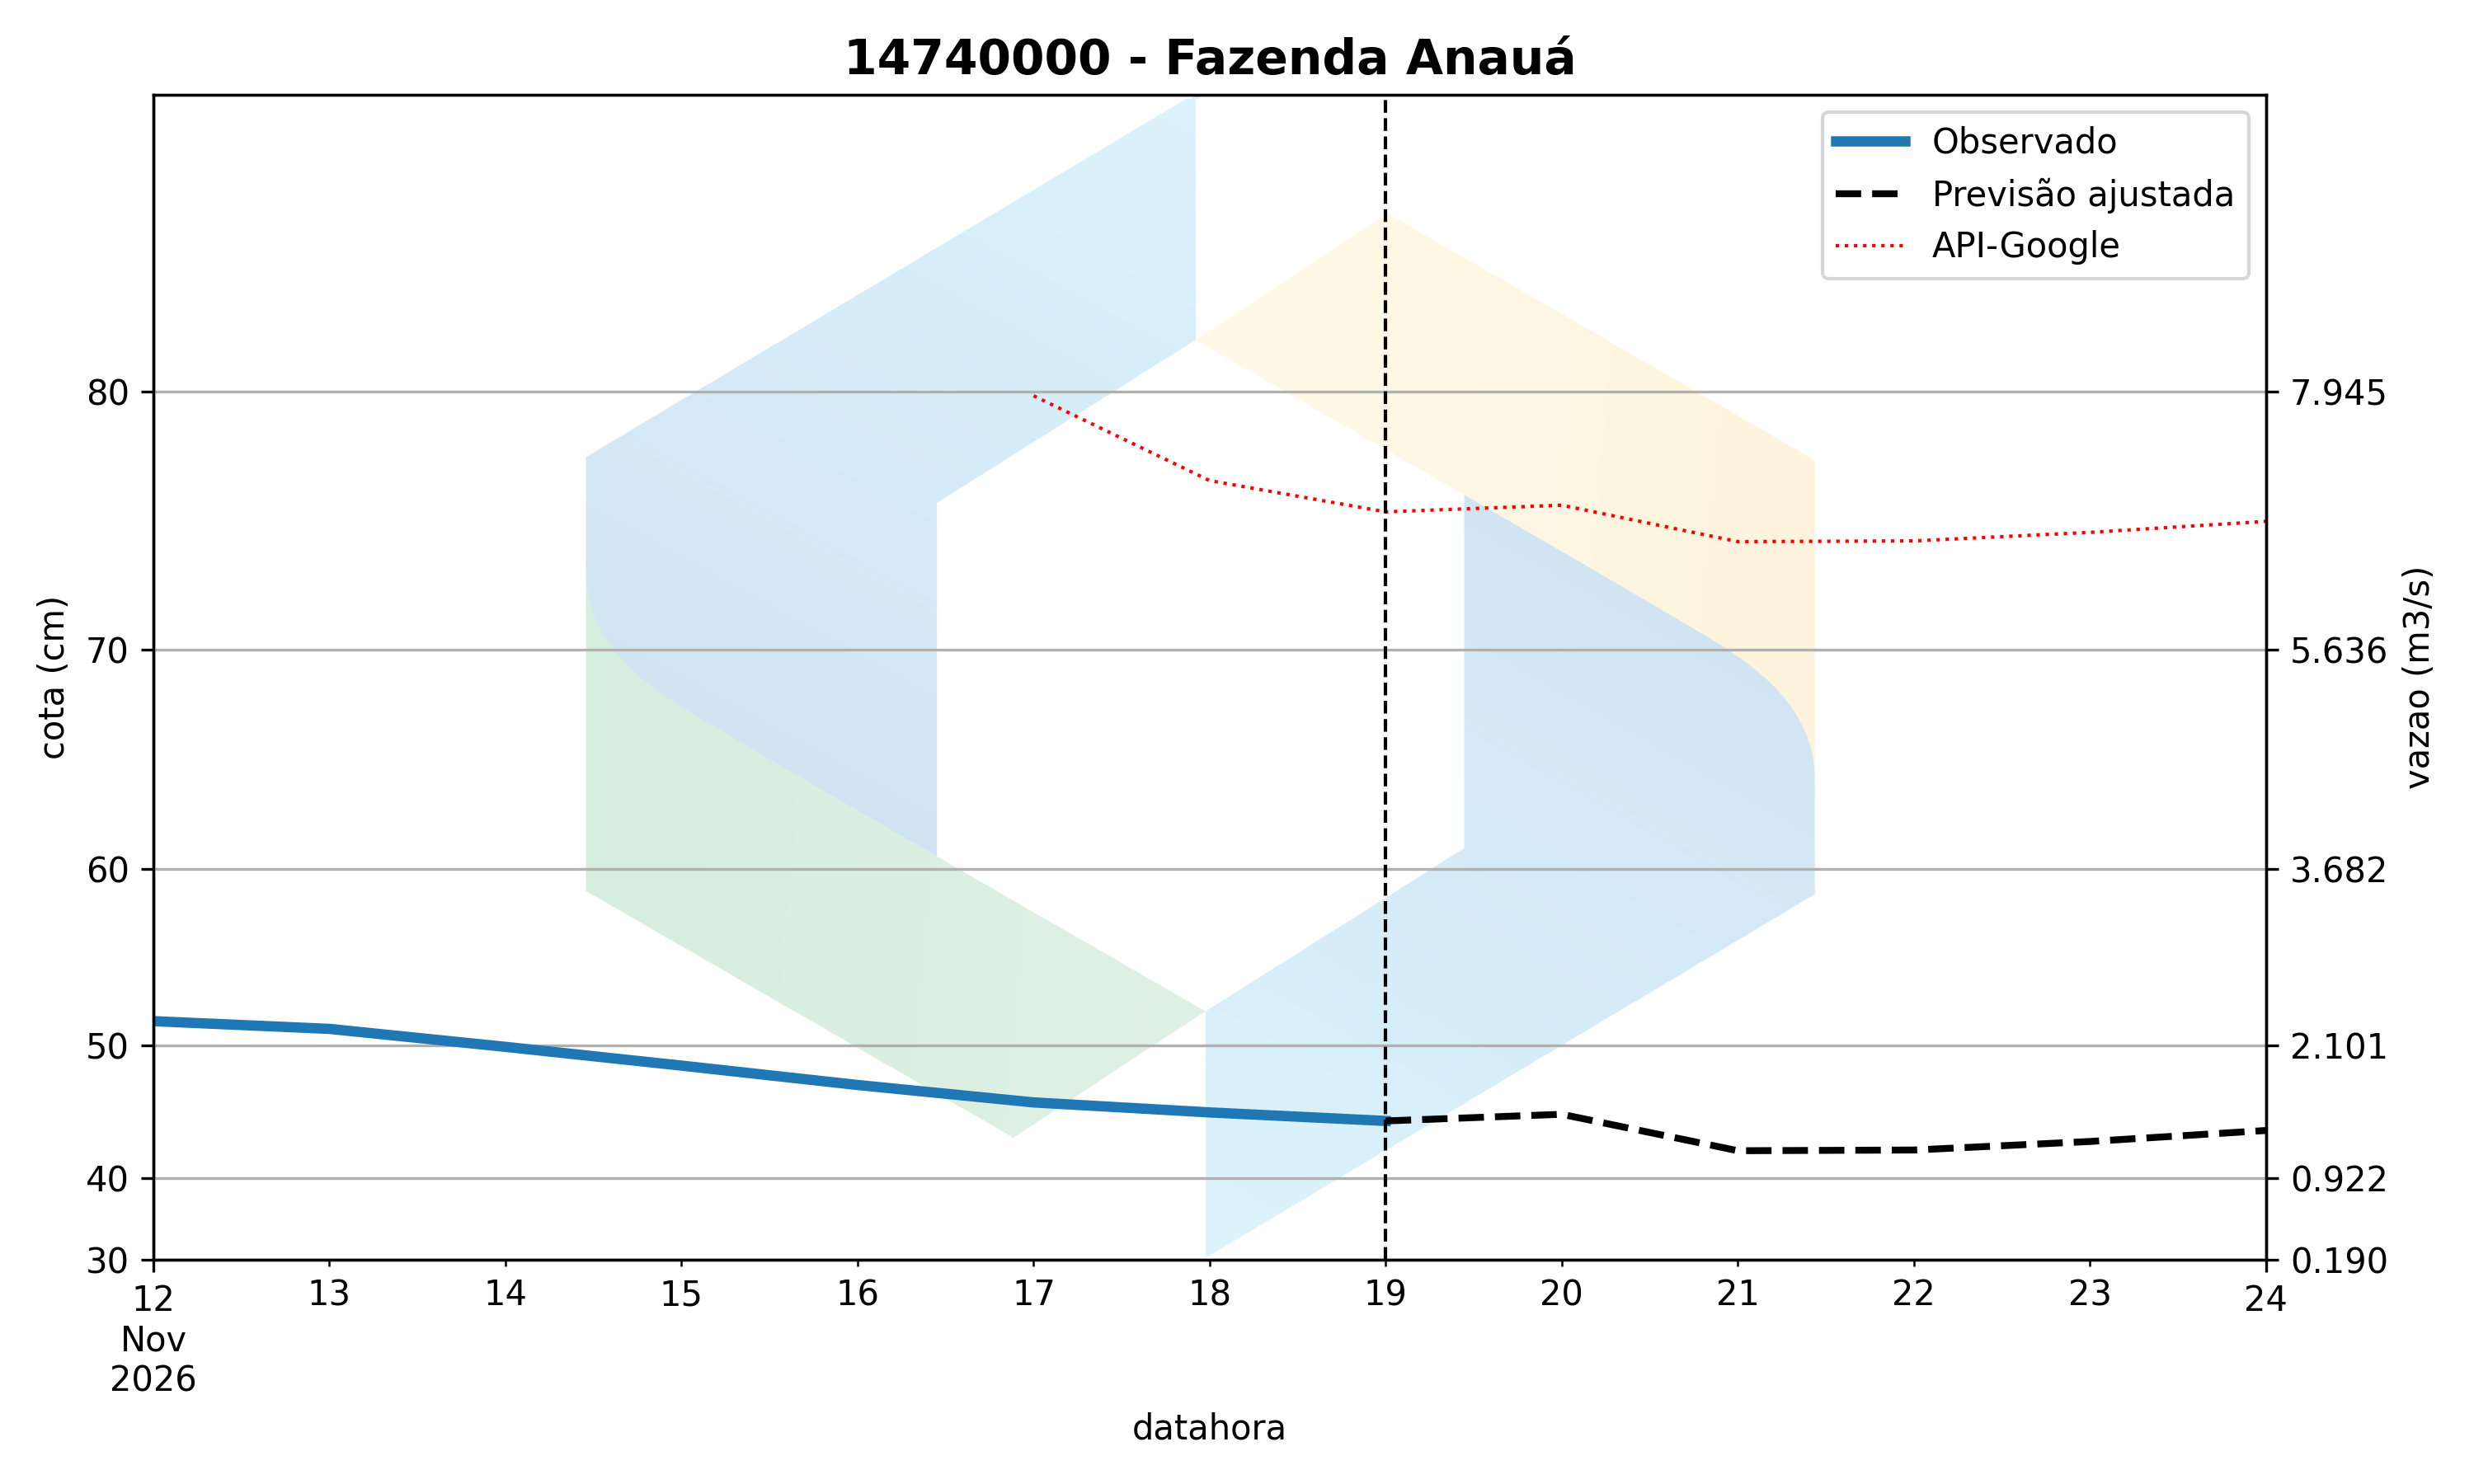 14740000 - Fazenda Anauá
Observado
Previsão ajustada
API-Google
cota (cm)
80
70
60
50
40
30
7.945
5.636
3.682
2.101
0.922
0.190
vazao (m3/s)
12 13 14 15 16 17 18 19 20 21 22 23 24
Nov
2026
datahora